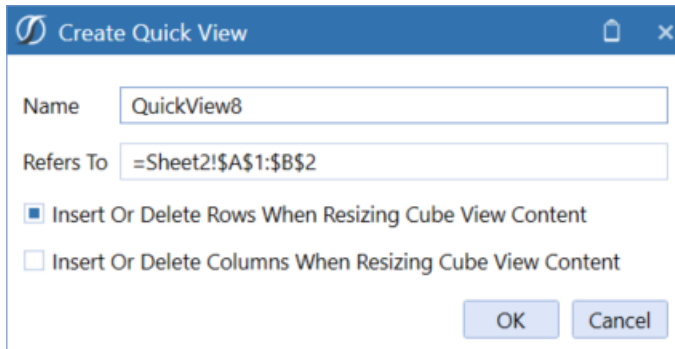 Create Quick View
Name QuickView8
Refers To =Sheet2!$A$1:$B$2
Insert Or Delete Rows When Resizing Cube View Content
Insert Or Delete Columns When Resizing Cube View Content
OK Cancel